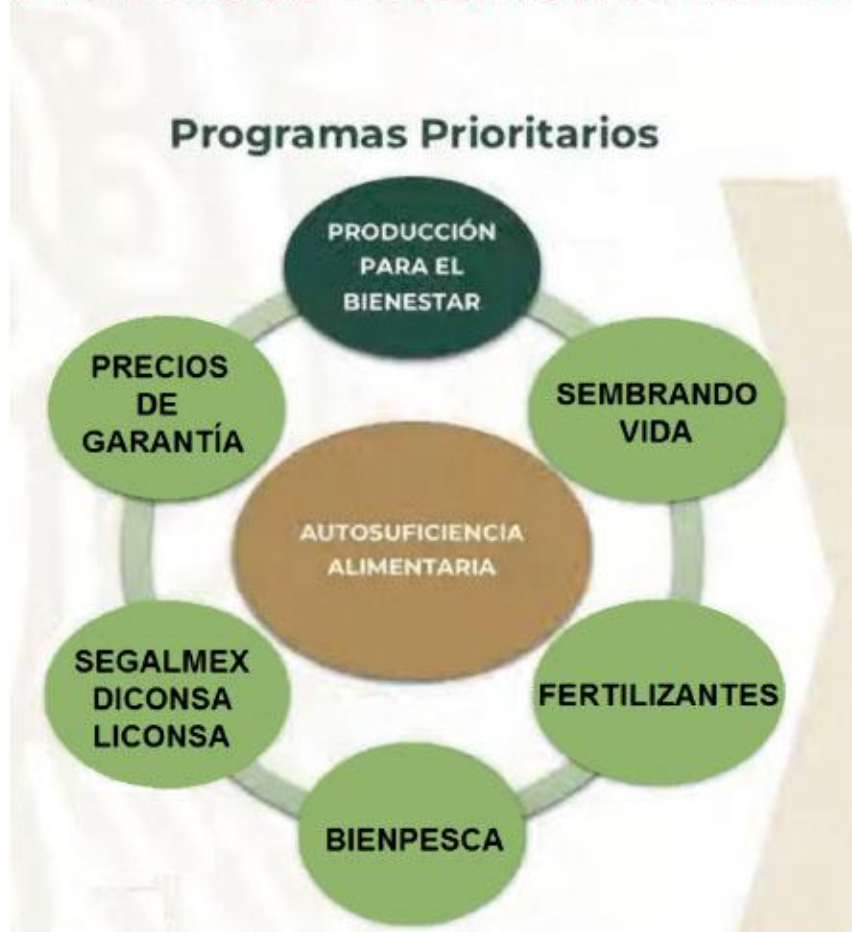 Programas Prioritarios
PRODUCCIÓN
PARA EL
BIENESTAR
SEMBRANDO
VIDA
FERTILIZANTES
BIENPESCA
SEGALMEX
DICONSA
LICONSA
PRECIOS
DE
GARANTÍA
AUTOSUFICIENCIA
ALIMENTARIA